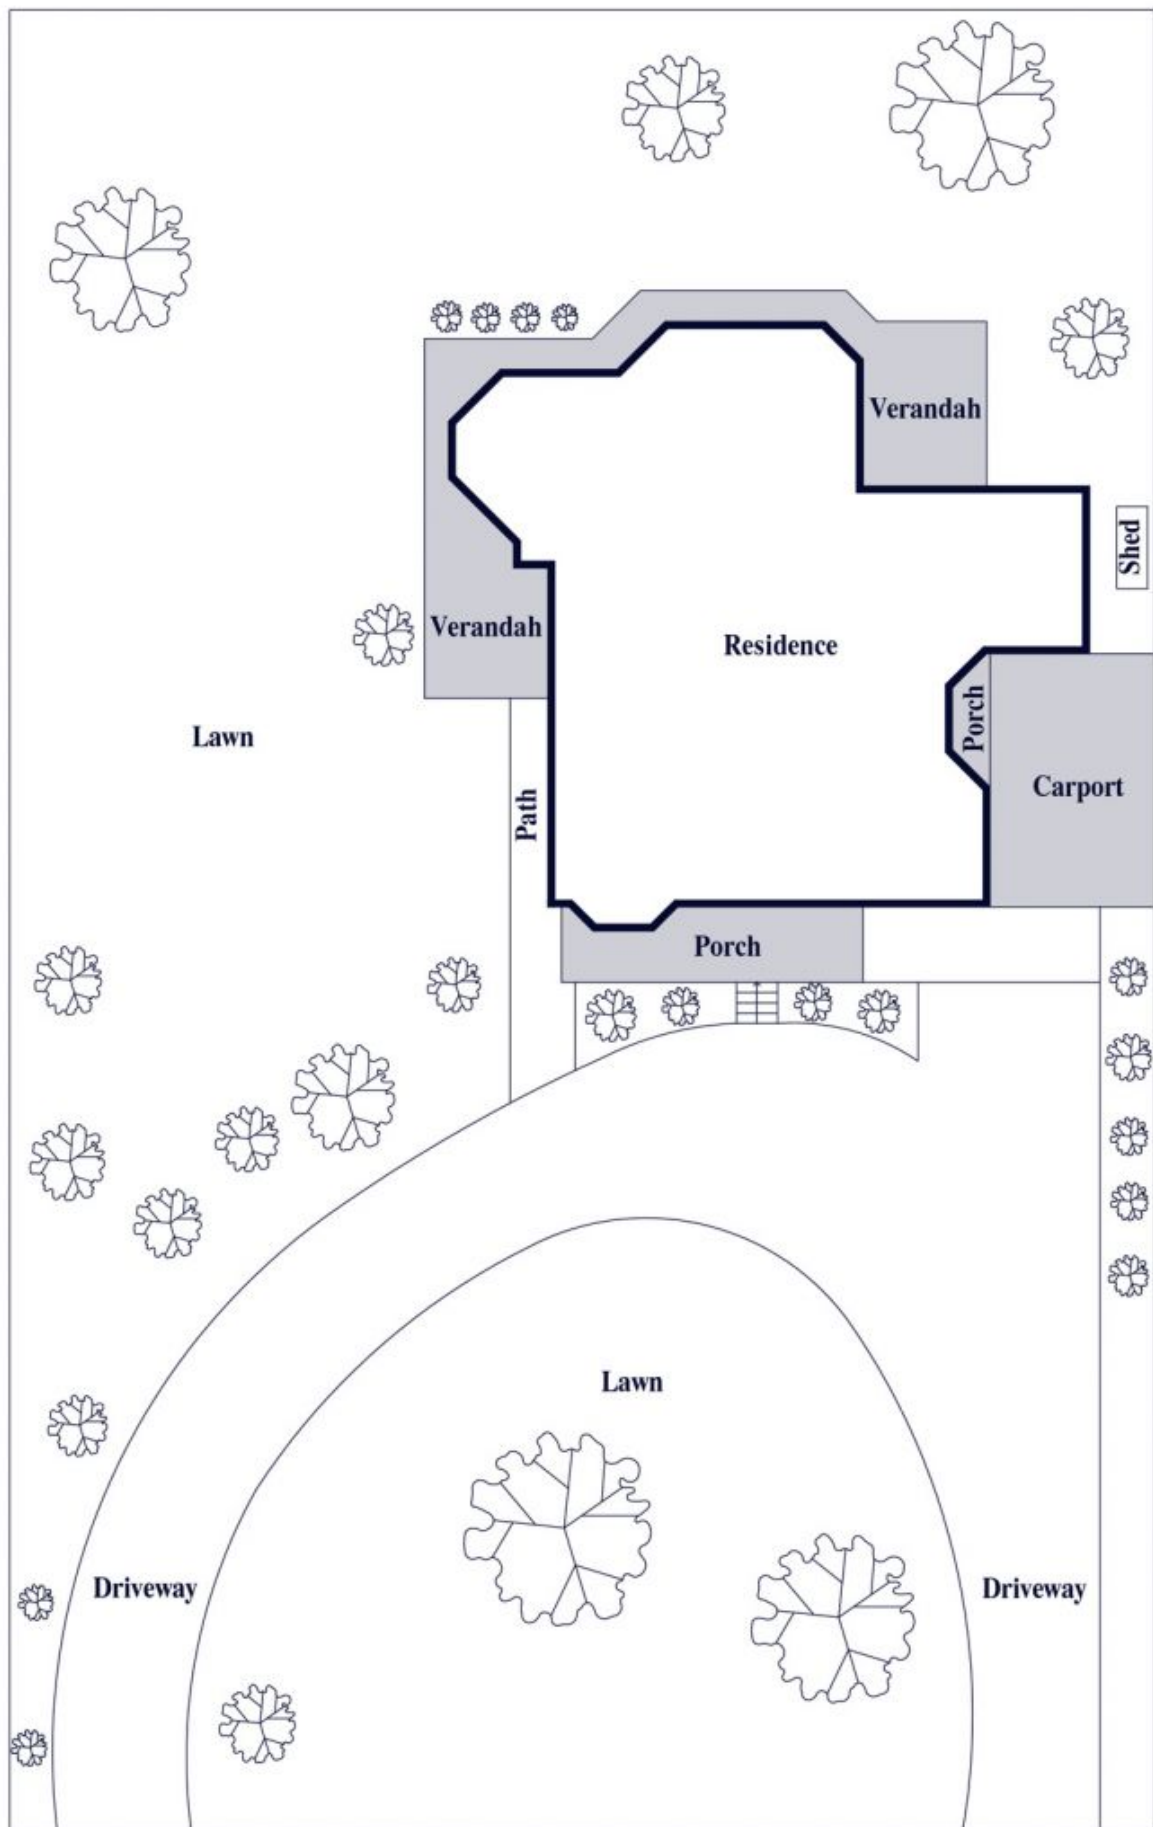 Verandah
Shed
Verandah
Residence
Porch
Lawn
Carport
Path
Porch
Lawn
Driveway
Driveway